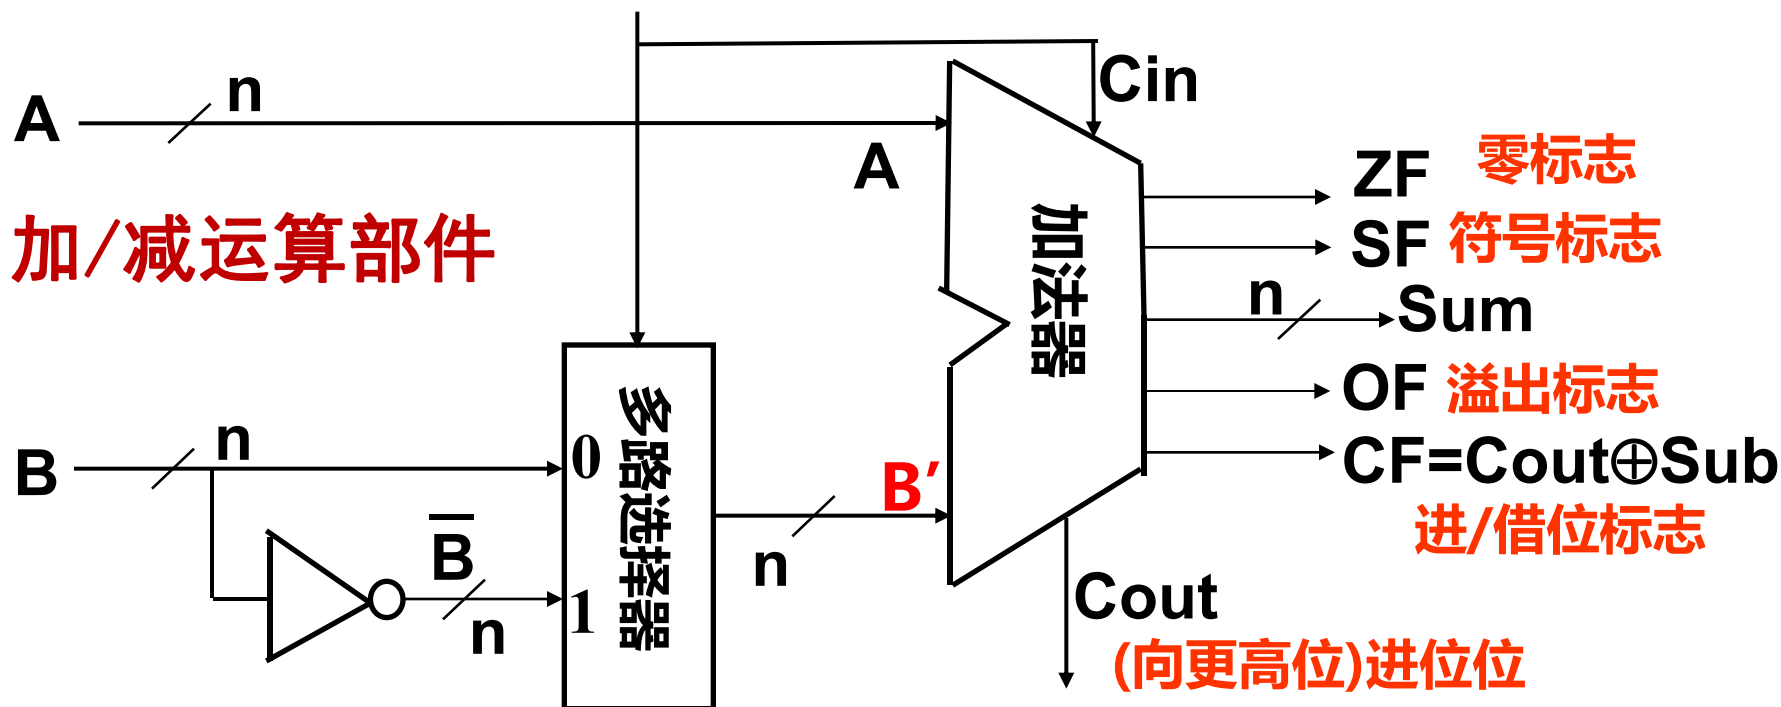 Cin
A
n
A
ZF 零标志
加/减运算部件
SF 符号标志
加法器
n
Sum
OF 溢出标志
多路选择器
B
n
0
B′
CF=Cout⊕Sub
进/借位标志
B̅
n
1
n
Cout
(向更高位)进位位